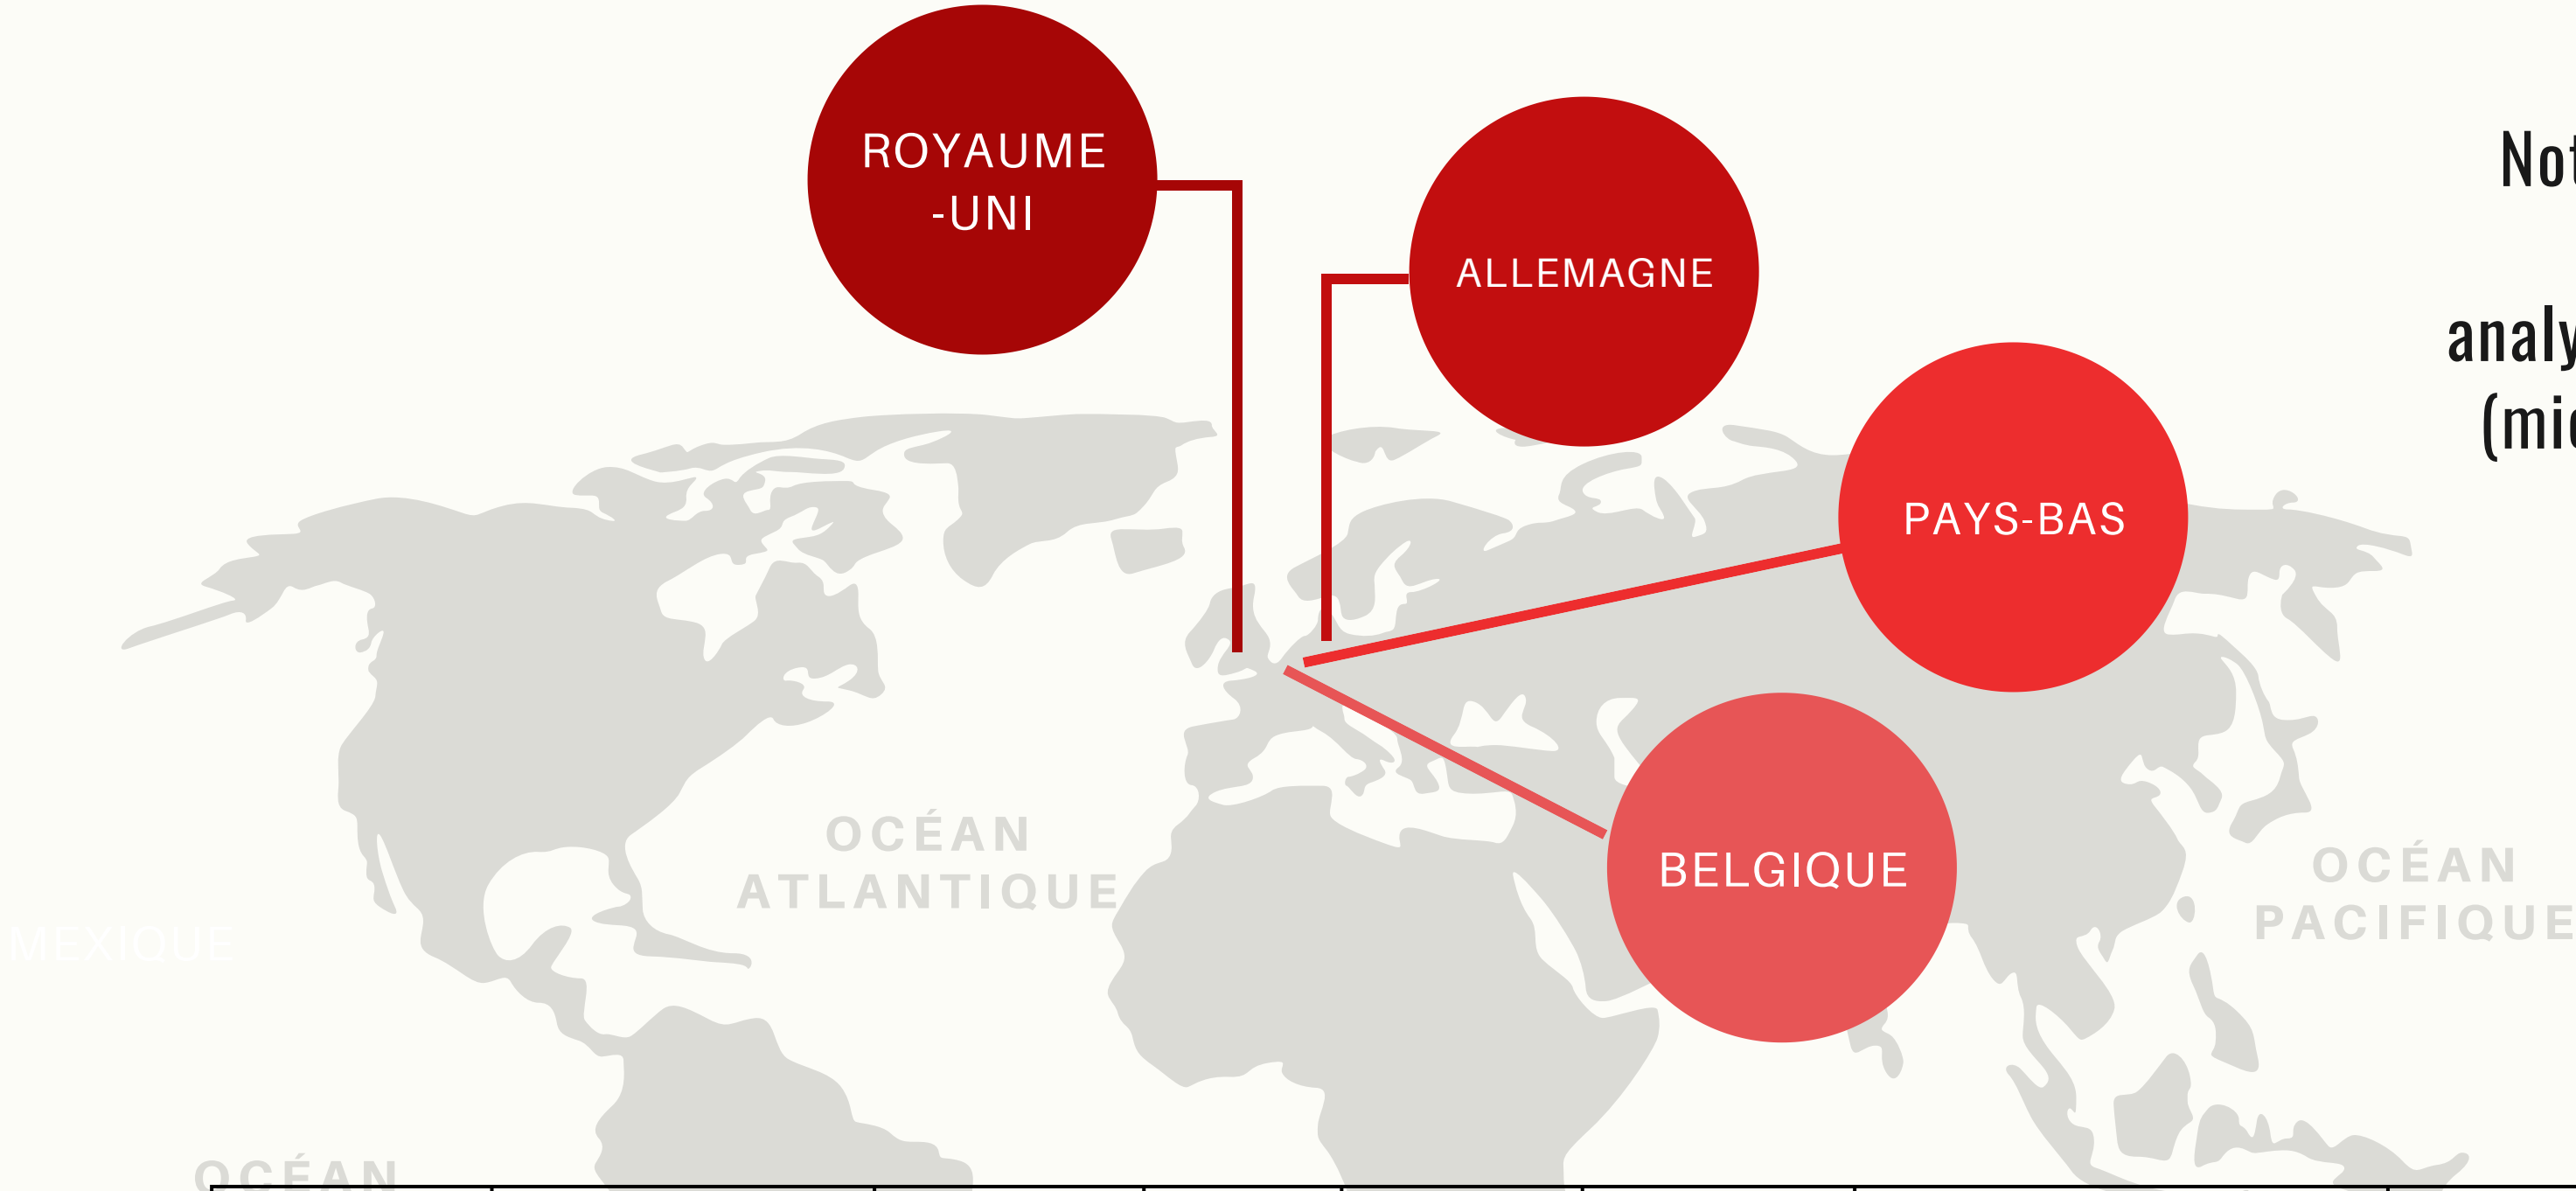 ROYAUME
-UNI
ALLEMAGNE
PAYS-BAS
BELGIQUE
OCÉAN
ATLANTIQUE
OCÉAN
PACIFIQUE
MEXIQUE
OCÉAN